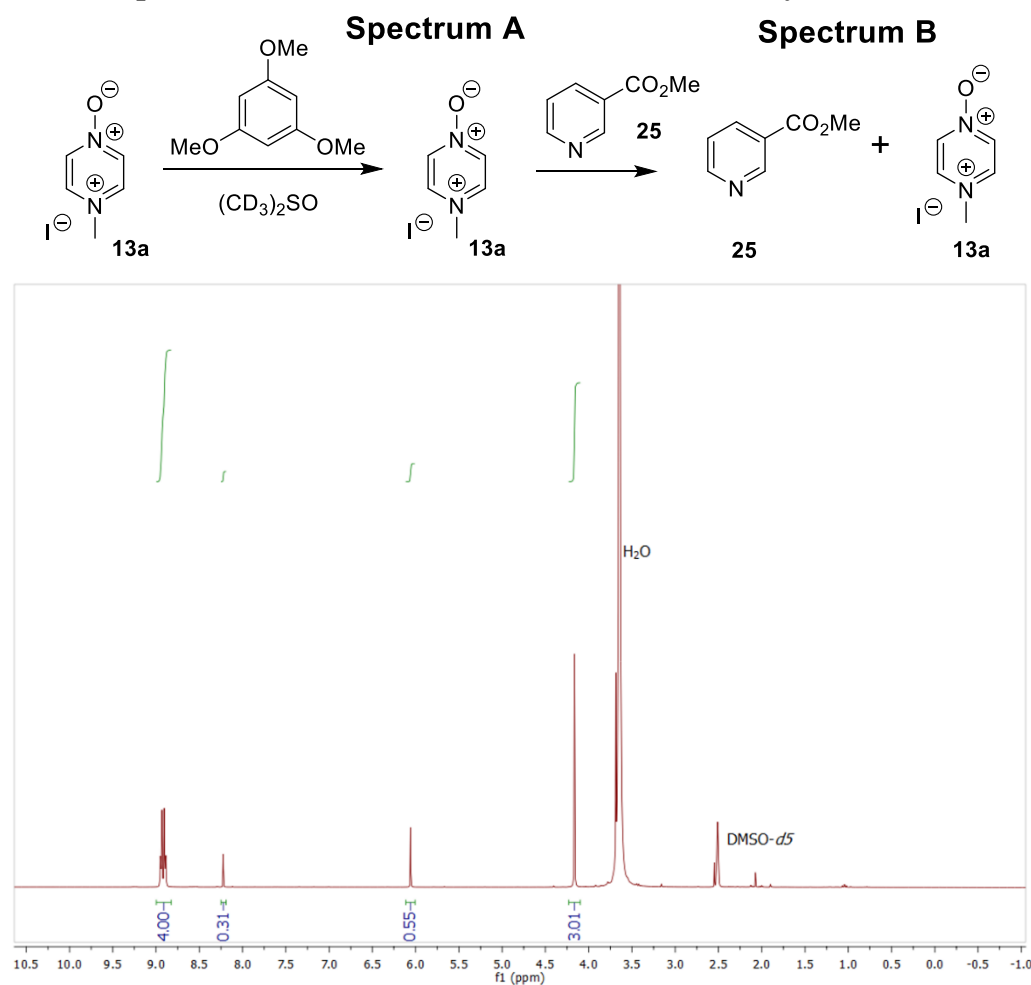 Spectrum A
Spectrum B
OMe
MeO
OMe
(CD3)2SO
O⊖
N⊕
⊕N
I⊖
13a
O⊖
N⊕
⊕N
I⊖
13a
CO2Me
N
25
CO2Me
N
25
+
O⊖
N⊕
⊕N
I⊖
13a
H2O
DMSO-d5
4.00
0.31
0.55
3.01
10.5 10.0 9.5 9.0 8.5 8.0 7.5 7.0 6.5 6.0 5.5 5.0 4.5 4.0 3.5 3.0 2.5 2.0 1.5 1.0 0.5 0.0 -0.5 -1.0
f1 (ppm)